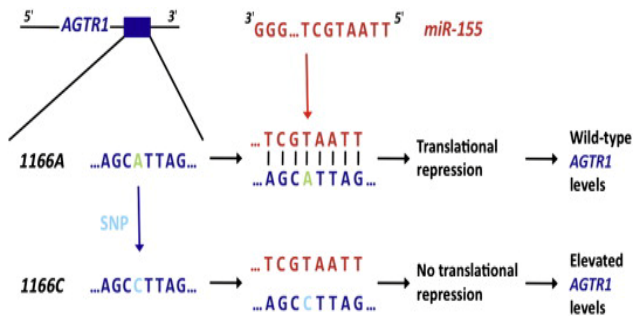 5' AGTR1 3'
3' GGG...TCGTAATT 5' miR-155
...TCGTAATT
1166A ...AGCATTAG... ...AGCATTAG... Translational repression Wild-type AGTR1 levels
SNP
...TCGTAATT
1166C ...AGCCTTAG... ...AGCCTTAG... No translational repression Elevated AGTR1 levels